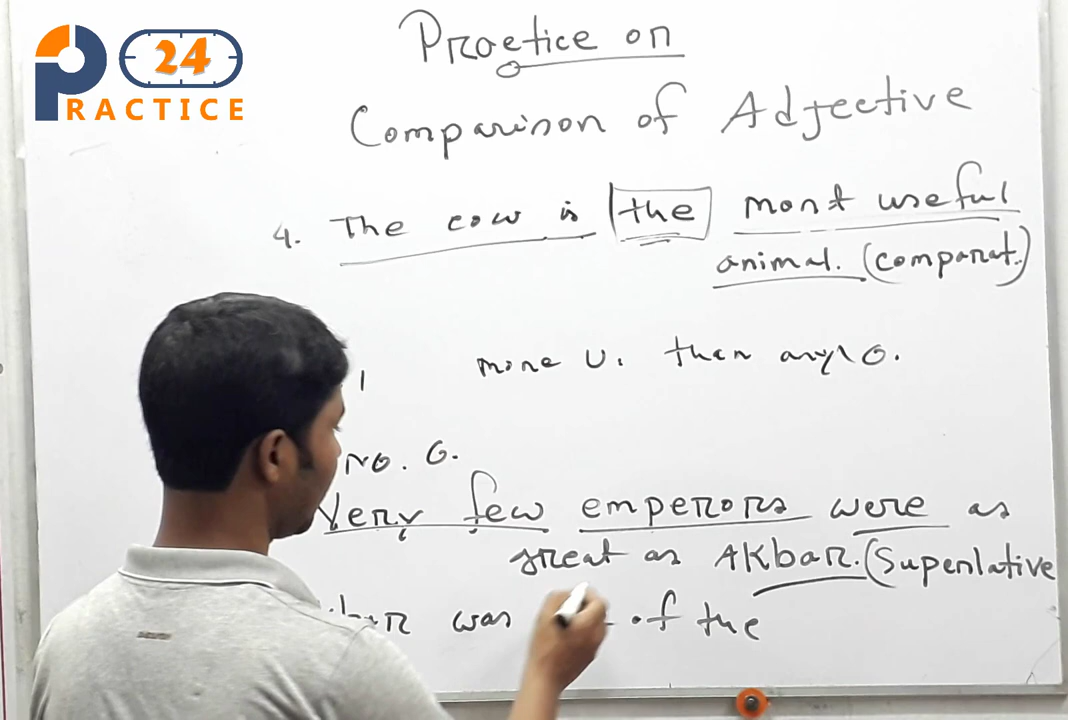 PRACTICE 24
Practice on
Comparison of Adjective
4. The cow is the most useful
animal. (comparat.)
more U. than any O.
No. O.
Very few emperors were as
great as Akbar. (Superlative
was of the